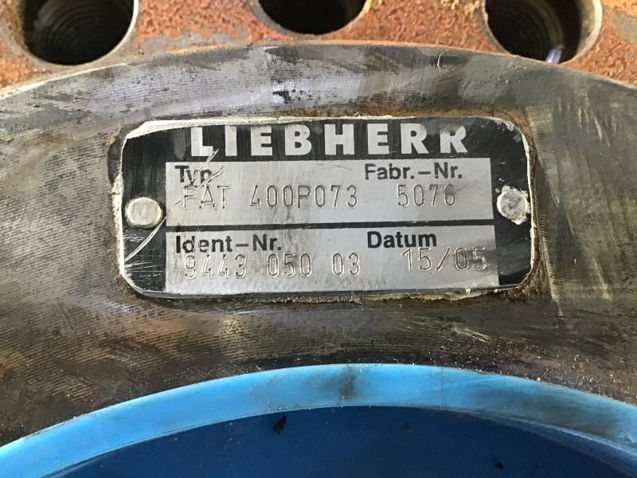 LIEBHERR
Typ Fabr.-Nr.
FAT 400P073 5076
Ident-Nr. Datum
9443 050 03 15/05